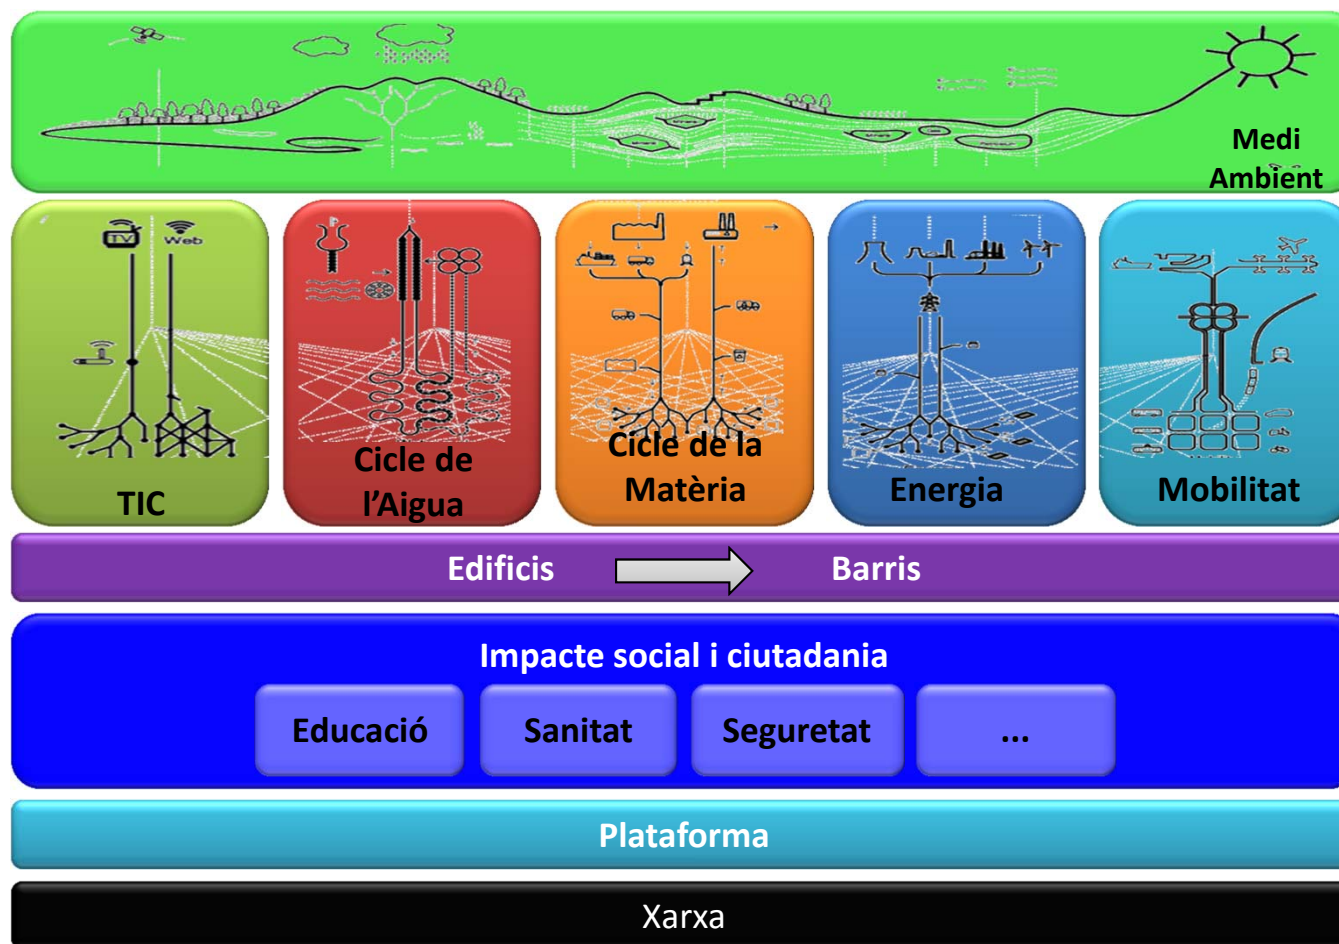 Medi
Ambient
TV
Web
TIC
Cicle de
l'Aigua
Cicle de la
Matèria
Energia
Mobilitat
Edificis
Barris
Impacte social i ciutadania
Educació
Sanitat
Seguretat
...
Plataforma
Xarxa